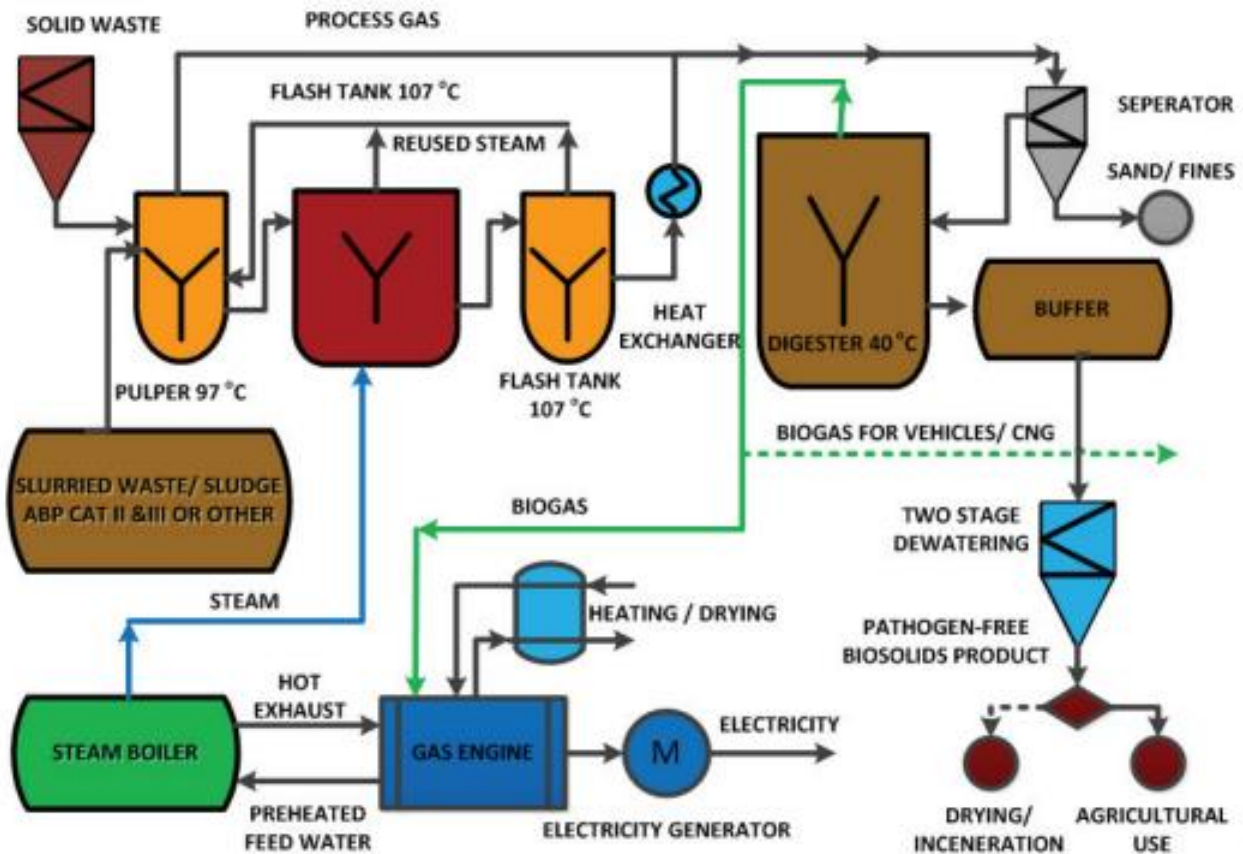 SOLID WASTE
PROCESS GAS
FLASH TANK 107 °C
REUSED STEAM
SEPERATOR
SAND/ FINES
HEAT
EXCHANGER
DIGESTER 40 °C
BUFFER
PULPER 97 °C
FLASH TANK
107 °C
SLURRIED WASTE/ SLUDGE
ABP CAT II &III OR OTHER
BIOGAS FOR VEHICLES/ CNG
BIOGAS
TWO STAGE
DEWATERING
STEAM
HEATING / DRYING
PATHOGEN-FREE
BIOSOLIDS PRODUCT
HOT
EXHAUST
STEAM BOILER
GAS ENGINE
M
ELECTRICITY
PREHEATED
FEED WATER
ELECTRICITY GENERATOR
DRYING/
INCENERATION
AGRICULTURAL
USE